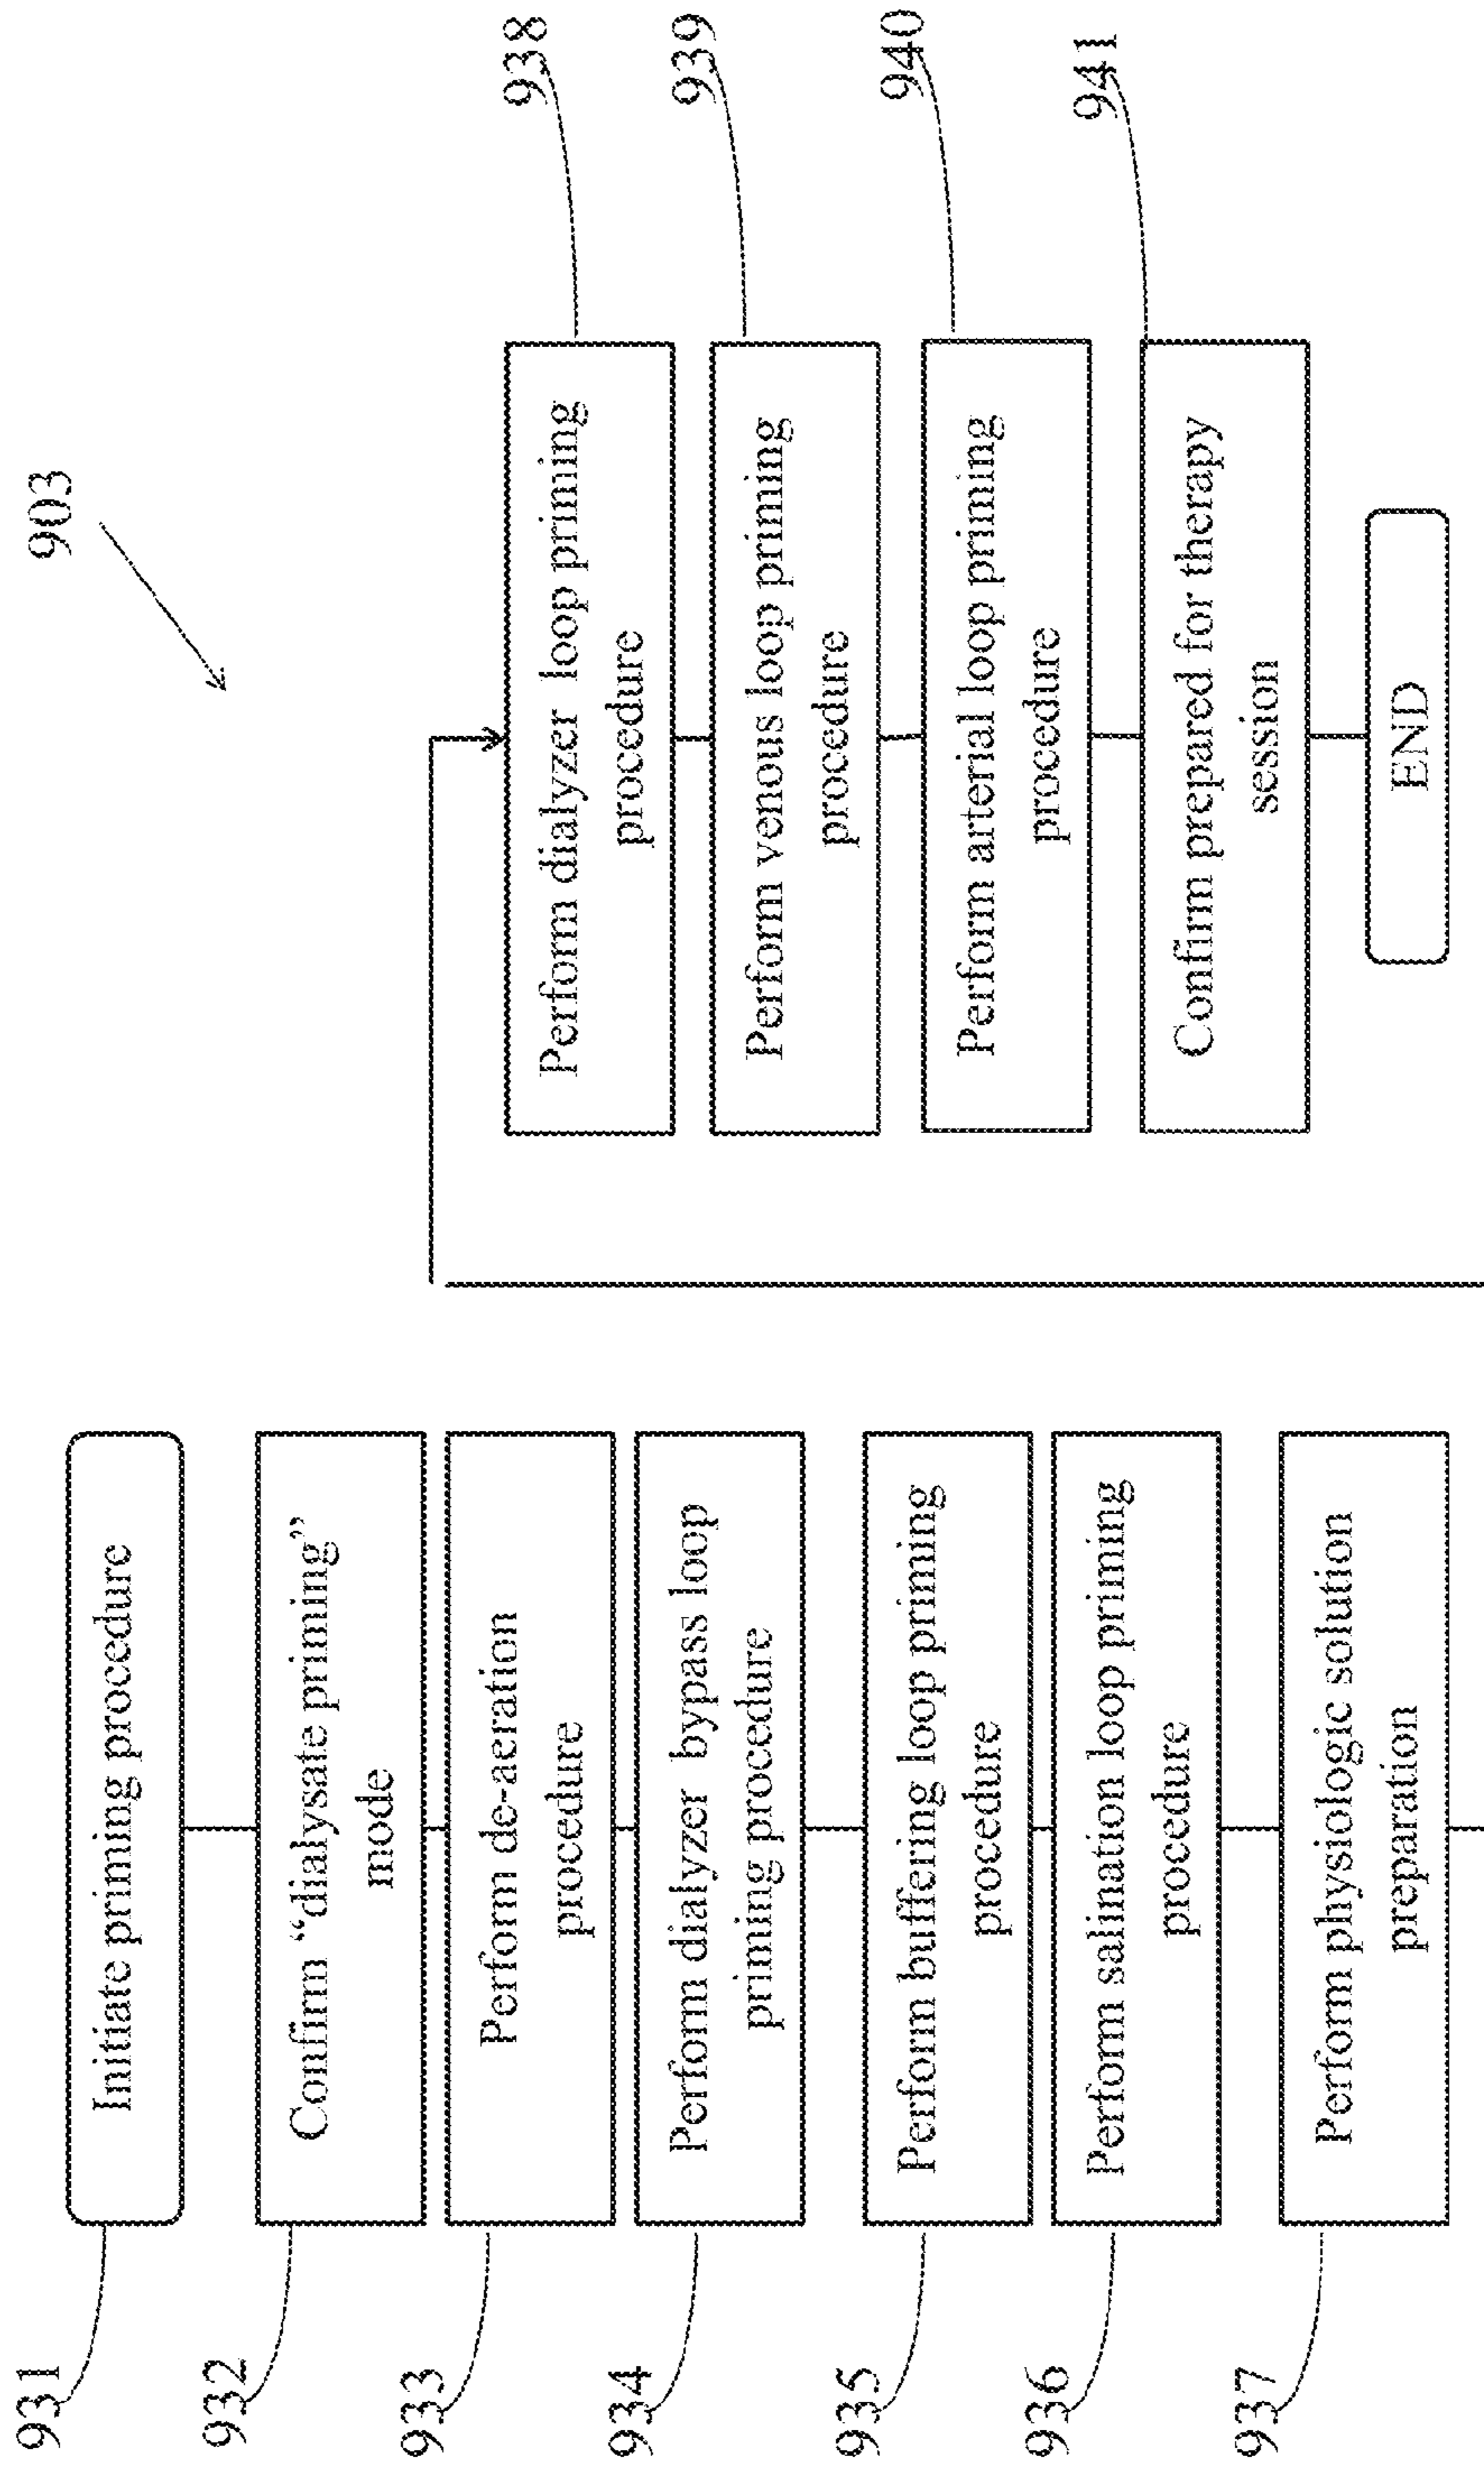 903
931
Initiate priming procedure
932
Confirm “dialysate priming”
mode
933
Perform de-aeration
procedure
934
Perform dialyzer bypass loop
priming procedure
935
Perform buffering loop priming
procedure
936
Perform salination loop priming
procedure
937
Perform physiologic solution
preparation
938
Perform dialyzer loop priming
procedure
939
Perform venous loop priming
procedure
940
Perform arterial loop priming
procedure
941
Confirm prepared for therapy
session
END